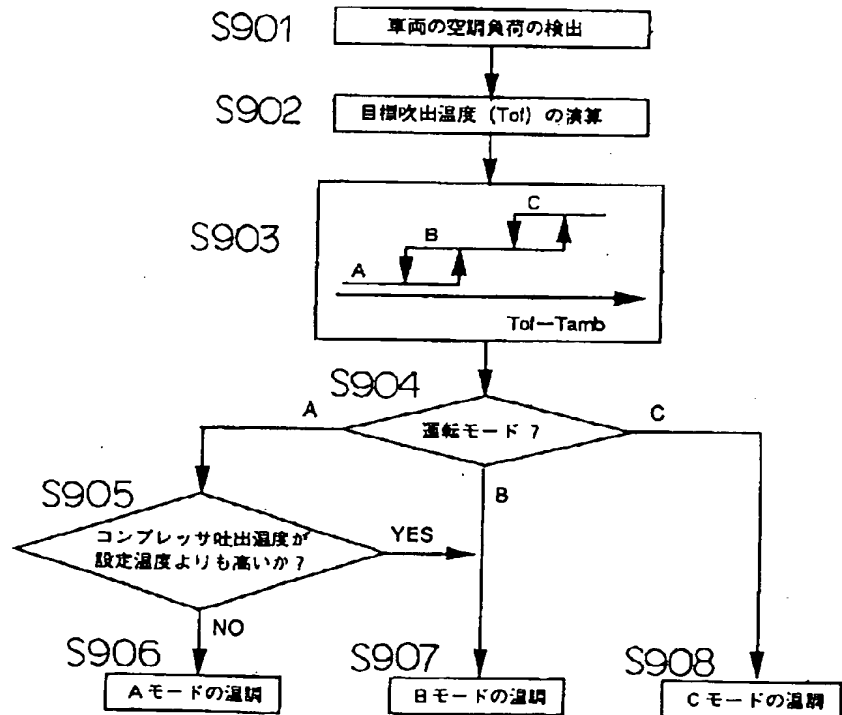 S901
車両の空調負荷の検出
S902
目標吹出温度 (Tof) の演算
S903
C
B
A
Tof－Tamb
S904
A
運転モード ?
C
B
S905
コンプレッサ吐出温度が
設定温度よりも高いか?
YES
NO
S906
Aモードの温調
S907
Bモードの温調
S908
Cモードの温調